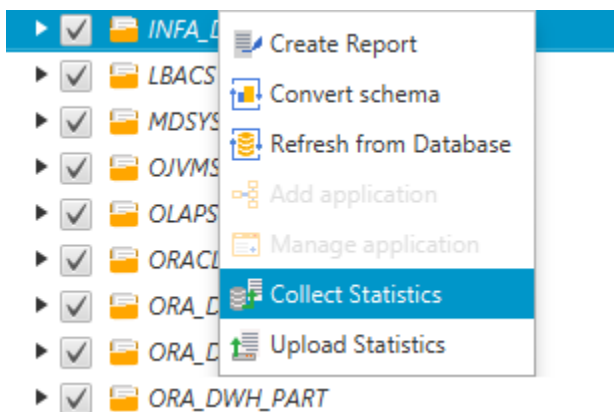 INFA_D
Create Report
LBACS
Convert schema
MDSYS
Refresh from Database
OJVMS
OLAPS
Add application
ORACL
Manage application
ORA_D
Collect Statistics
ORA_D
Upload Statistics
ORA_DWH_PART